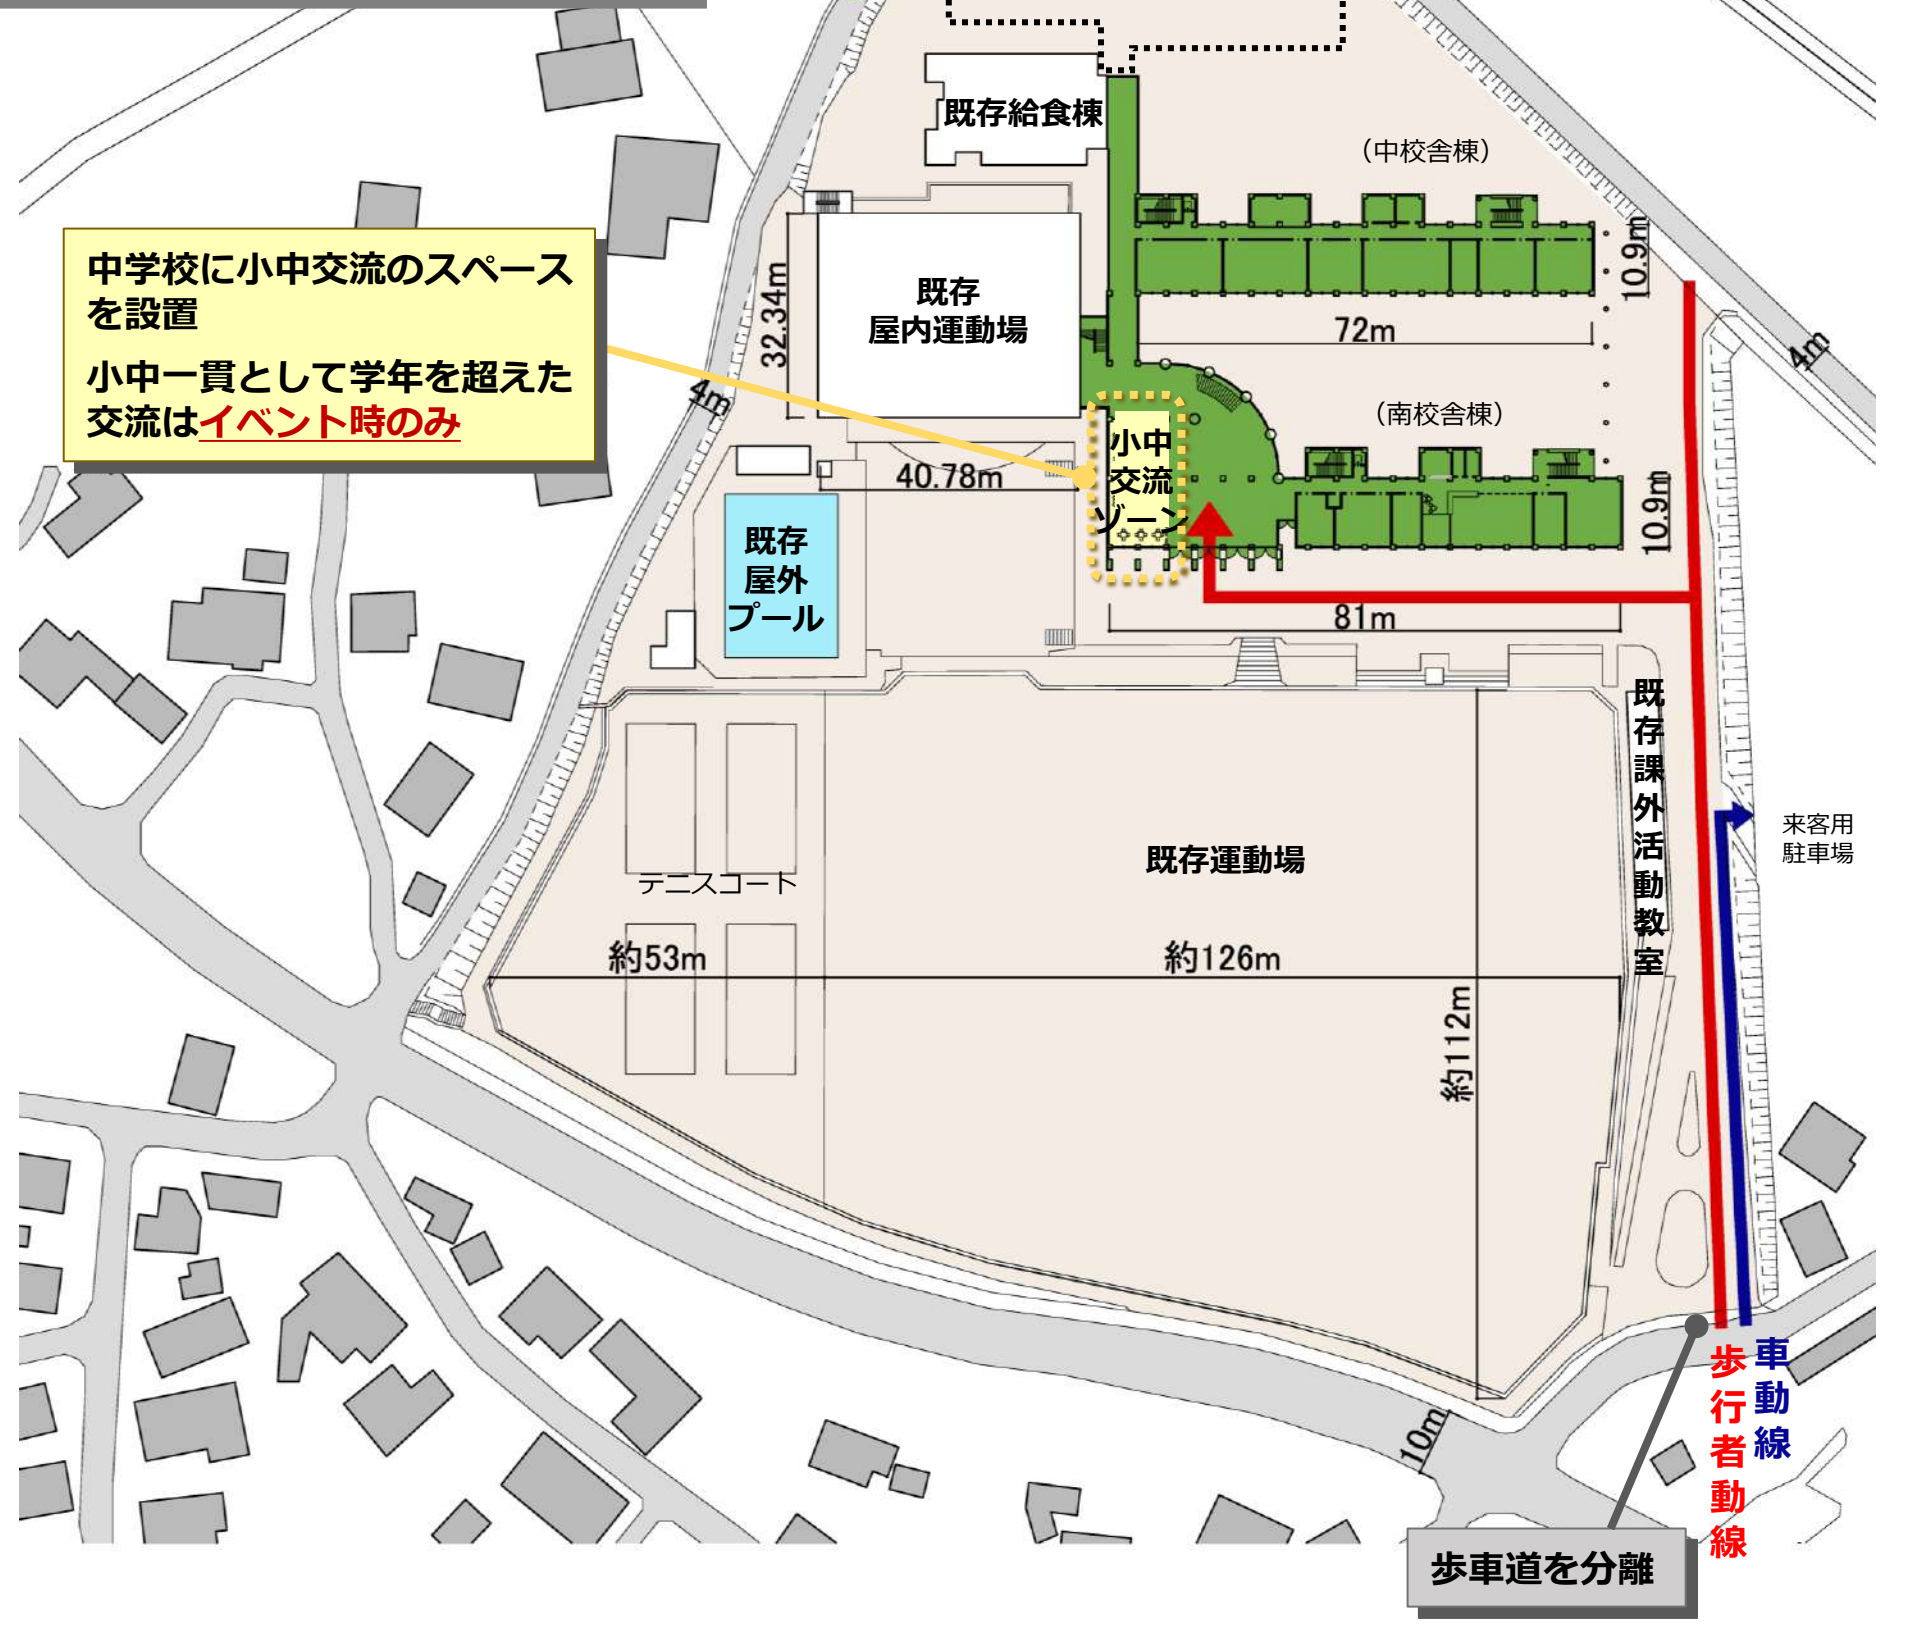 既存給食棟
（中校舎棟）
中学校に小中交流のスペース
を設置
小中一貫として学年を超えた
交流はイベント時のみ
既存
屋内運動場
32.34m
10.9m
72m
4m
4m
（南校舎棟）
小中
交流
ゾーン
40.78m
10.9m
既存
屋外
プール
81m
既存課外活動教室
来客用
駐車場
既存運動場
テニスコート
約53m
約126m
約112m
10m
車動線
歩行者動線
歩車道を分離